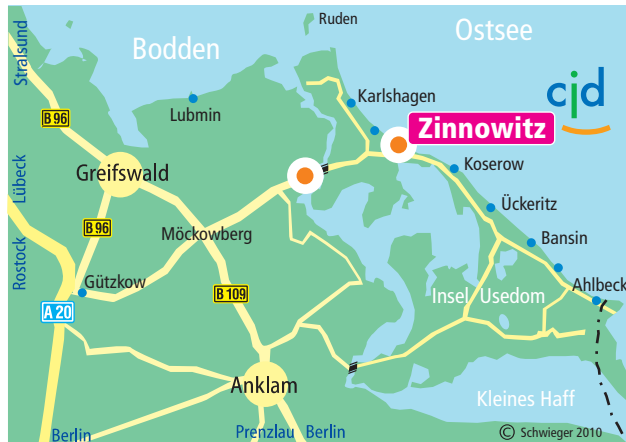 Ruden
Ostsee
Bodden
Stralsund
cjd
Karlshagen
Lubmin
B 96
Zinnowitz
Greifswald
Koserow
Lübeck
Ückeritz
B 96
Möckowberg
Bansin
Rostock
Gützkow
Ahlbeck
B 109
Insel Usedom
A 20
Anklam
Kleines Haff
Berlin
Prenzlau Berlin
© Schwieger 2010